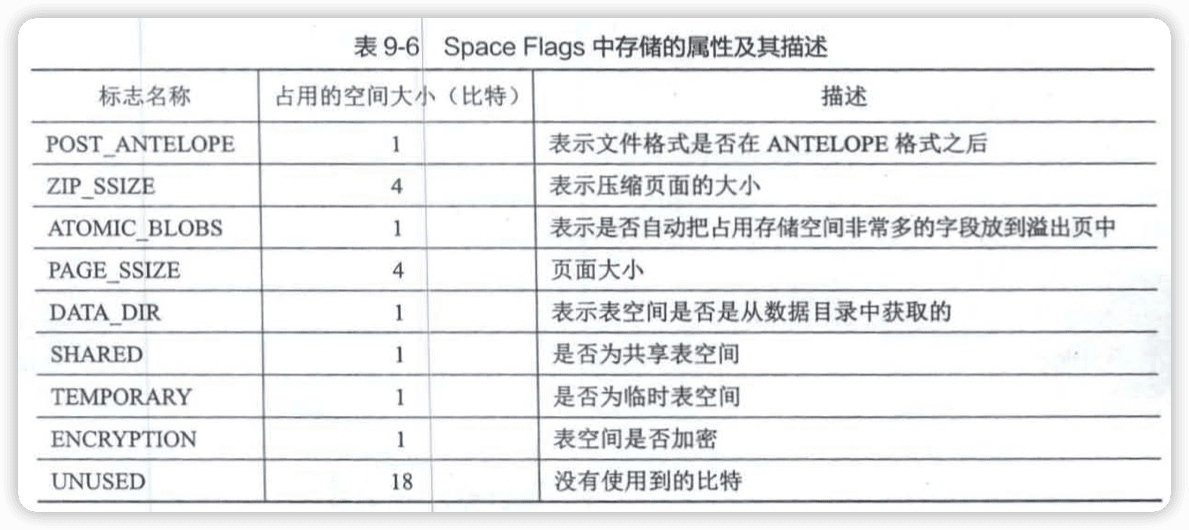 表 9-6 Space Flags 中存储的属性及其描述
标志名称 占用的空间大小（比特） 描述
POST_ANTELOPE 1 表示文件格式是否在 ANTELOPE 格式之后
ZIP_SSIZE 4 表示压缩页面的大小
ATOMIC_BLOBS 1 表示是否自动把占用存储空间非常多的字段放到溢出页中
PAGE_SSIZE 4 页面大小
DATA_DIR 1 表示表空间是否是从数据目录中获取的
SHARED 1 是否为共享表空间
TEMPORARY 1 是否为临时表空间
ENCRYPTION 1 表空间是否加密
UNUSED 18 没有使用到的比特